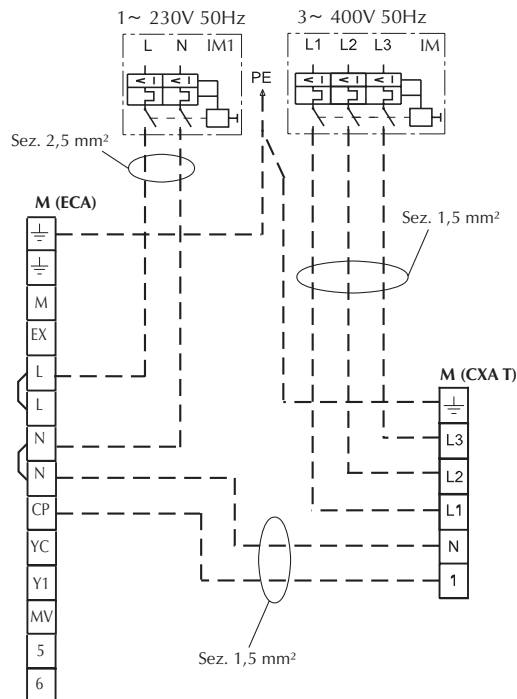 1~ 230V 50Hz
3~ 400V 50Hz
L N IM1
L1 L2 L3 IM
PE
Sez. 2,5 mm²
M (ECA)
Sez. 1,5 mm²
M
EX
L
L
N
N
CP
YC
Y1
MV
5
6
M (CXA T)
L3
L2
L1
N
1
Sez. 1,5 mm²